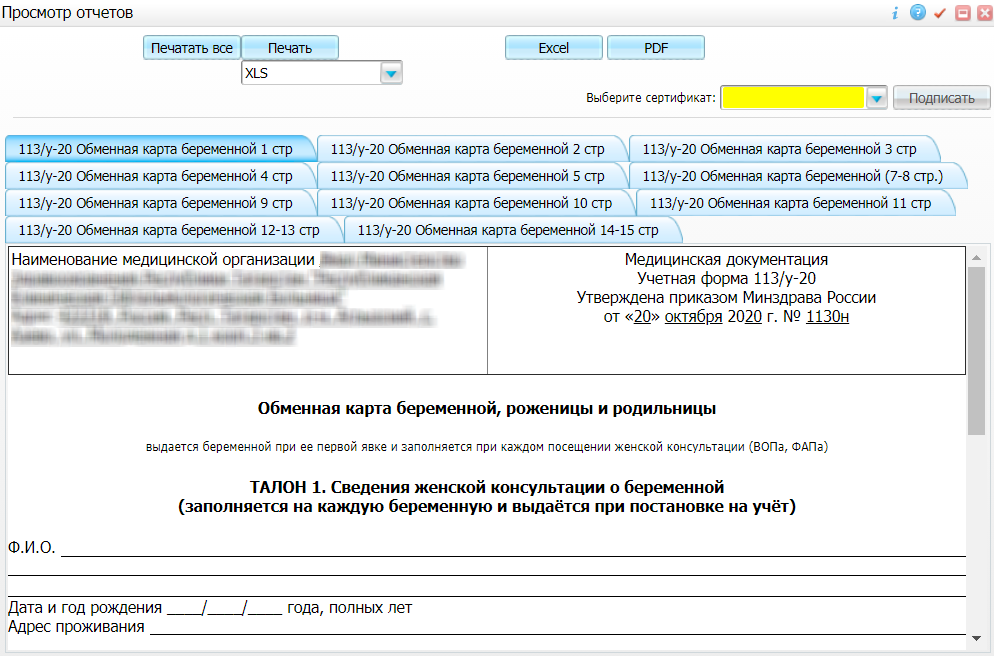 Просмотр отчетов
Печатать все Печать Excel PDF
XLS
Выберите сертификат: Подписать
113/у-20 Обменная карта беременной 1 стр 113/у-20 Обменная карта беременной 2 стр 113/у-20 Обменная карта беременной 3 стр
113/у-20 Обменная карта беременной 4 стр 113/у-20 Обменная карта беременной 5 стр 113/у-20 Обменная карта беременной (7-8 стр.)
113/у-20 Обменная карта беременной 9 стр 113/у-20 Обменная карта беременной 10 стр 113/у-20 Обменная карта беременной 11 стр
113/у-20 Обменная карта беременной 12-13 стр 113/у-20 Обменная карта беременной 14-15 стр
Наименование медицинской организации
Медицинская документация
Учетная форма 113/у-20
Утверждена приказом Минздрава России
от «20» октября 2020 г. № 1130н
Обменная карта беременной, роженицы и родильницы
выдается беременной при ее первой явке и заполняется при каждом посещении женской консультации (ВОПа, ФАПа)
ТАЛОН 1. Сведения женской консультации о беременной
(заполняется на каждую беременную и выдаётся при постановке на учёт)
Ф.И.О.
Дата и год рождения ____/____/____ года, полных лет
Адрес проживания